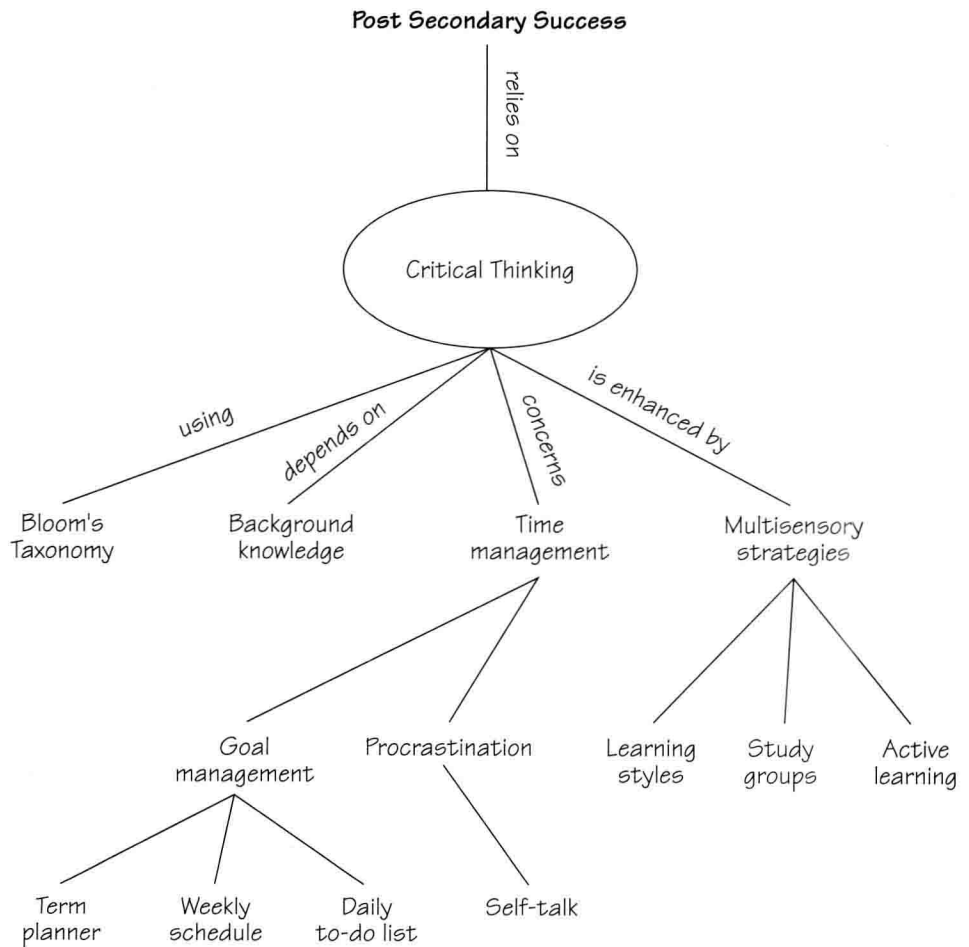 Post Secondary Success
relies on
Critical Thinking
using
depends on
concerns
is enhanced by
Bloom's
Taxonomy
Background
knowledge
Time
management
Multisensory
strategies
Goal
management
Procrastination
Learning
styles
Study
groups
Active
learning
Term
planner
Weekly
schedule
Daily
to-do list
Self-talk